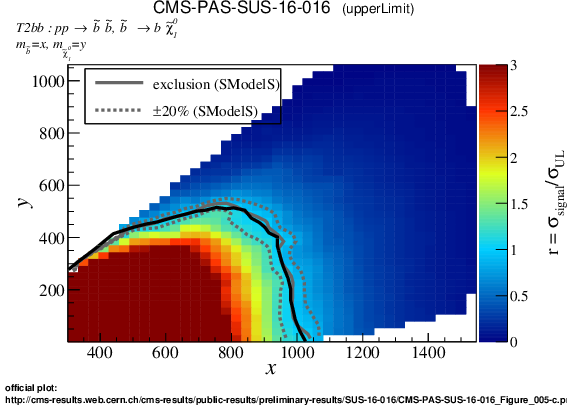 CMS-PAS-SUS-16-016 (upperLimit)
T2bb : pp → b̃ b̃, b̃ → b χ̃₁⁰
m_b̃=x, m_χ̃₁⁰=y
exclusion (SModelS)
±20% (SModelS)
1000
800
600
400
200
y
400 600 800 1000 1200 1400
x
3
2.5
2
1.5
1
0.5
0
r = σ_signal/σ_UL
official plot:
http://cms-results.web.cern.ch/cms-results/public-results/preliminary-results/SUS-16-016/CMS-PAS-SUS-16-016_Figure_005-c.p